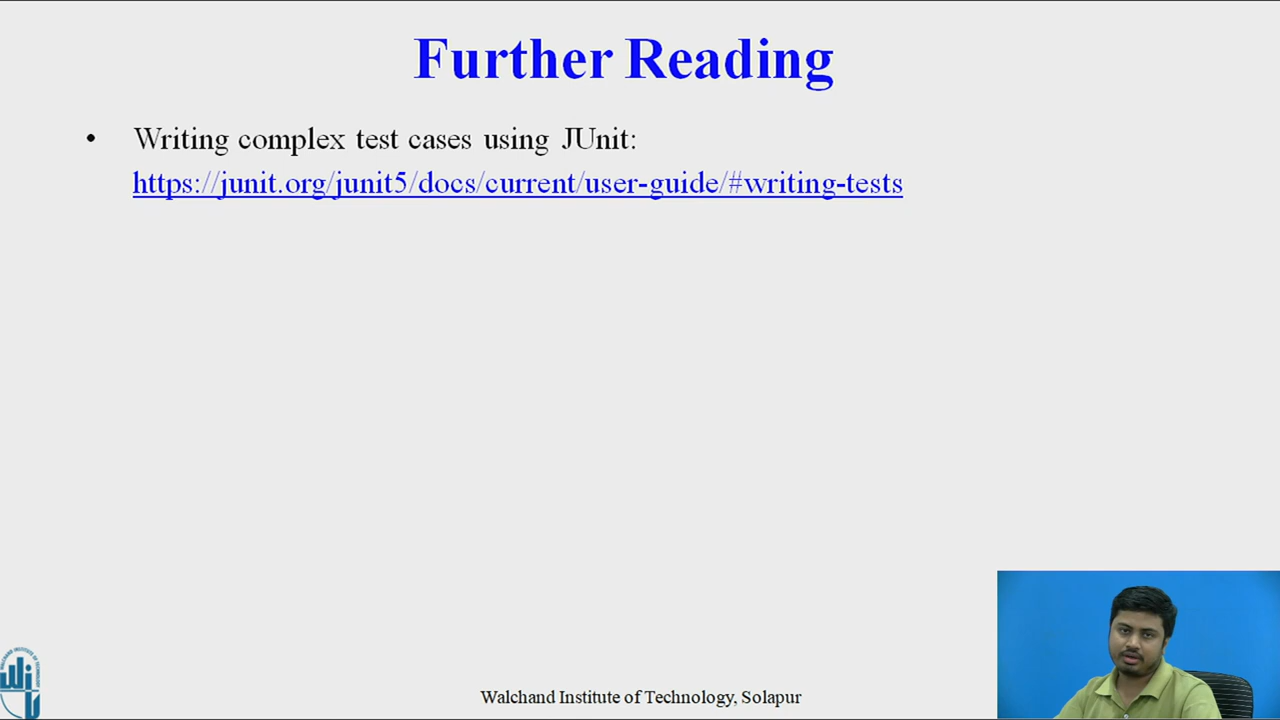 Further Reading
• Writing complex test cases using JUnit:
https://junit.org/junit5/docs/current/user-guide/#writing-tests
Walchand Institute of Technology, Solapur